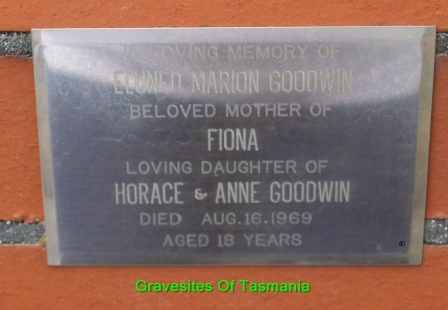 IN LOVING MEMORY OF
ELUNED MARION GOODWIN
BELOVED MOTHER OF
FIONA
LOVING DAUGHTER OF
HORACE & ANNE GOODWIN
DIED AUG. 16. 1969
AGED 18 YEARS
©
Gravesites Of Tasmania